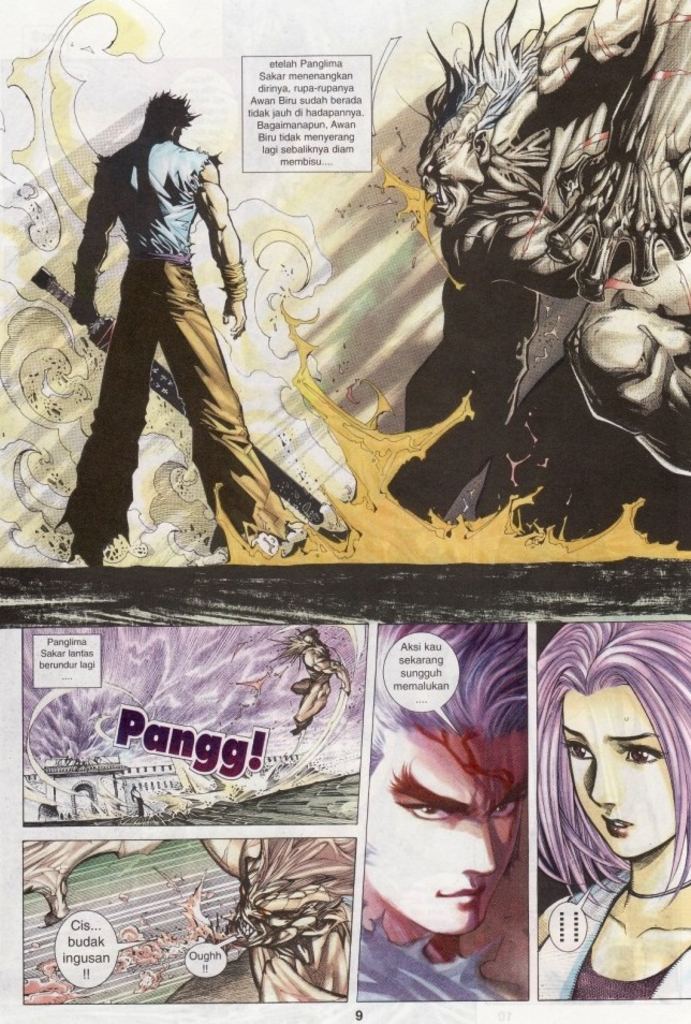 etelah Panglima
Sakar menenangkan
dirinya, rupa-rupanya
Awan Biru sudah berada
tidak jauh di hadapannya.
Bagaimanapun, Awan
Biru tidak menyerang
lagi sebaliknya diam
membisu....
Panglima
Sakar lantas
berundur lagi
....
Pangg!
Cis...
budak
ingusan
!!
Oughh
!!
Aksi kau
sekarang
sungguh
memalukan
....
!!
9